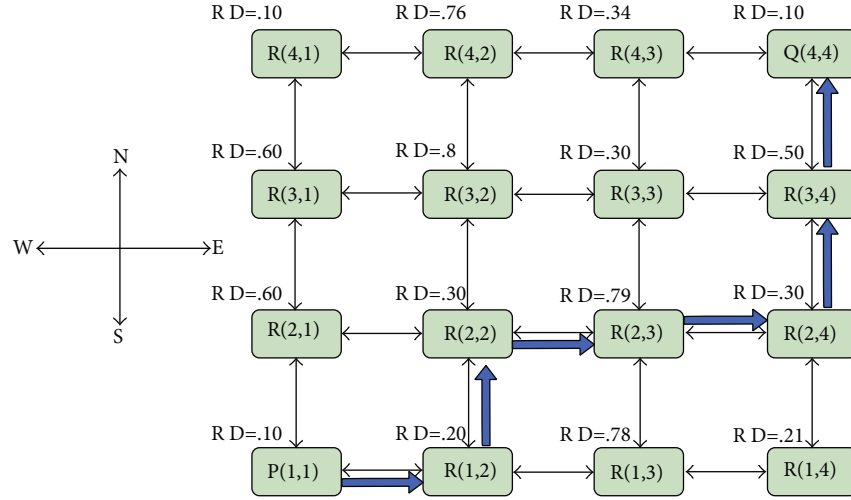 R D=.10 R D=.76 R D=.34 R D=.10
R(4,1) R(4,2) R(4,3) Q(4,4)
N
R D=.60 R D=.8 R D=.30 R D=.50
R(3,1) R(3,2) R(3,3) R(3,4)
W E
R D=.60 R D=.30 R D=.79 R D=.30
S
R(2,1) R(2,2) R(2,3) R(2,4)
R D=.10 R D=.20 R D=.78 R D=.21
P(1,1) R(1,2) R(1,3) R(1,4)